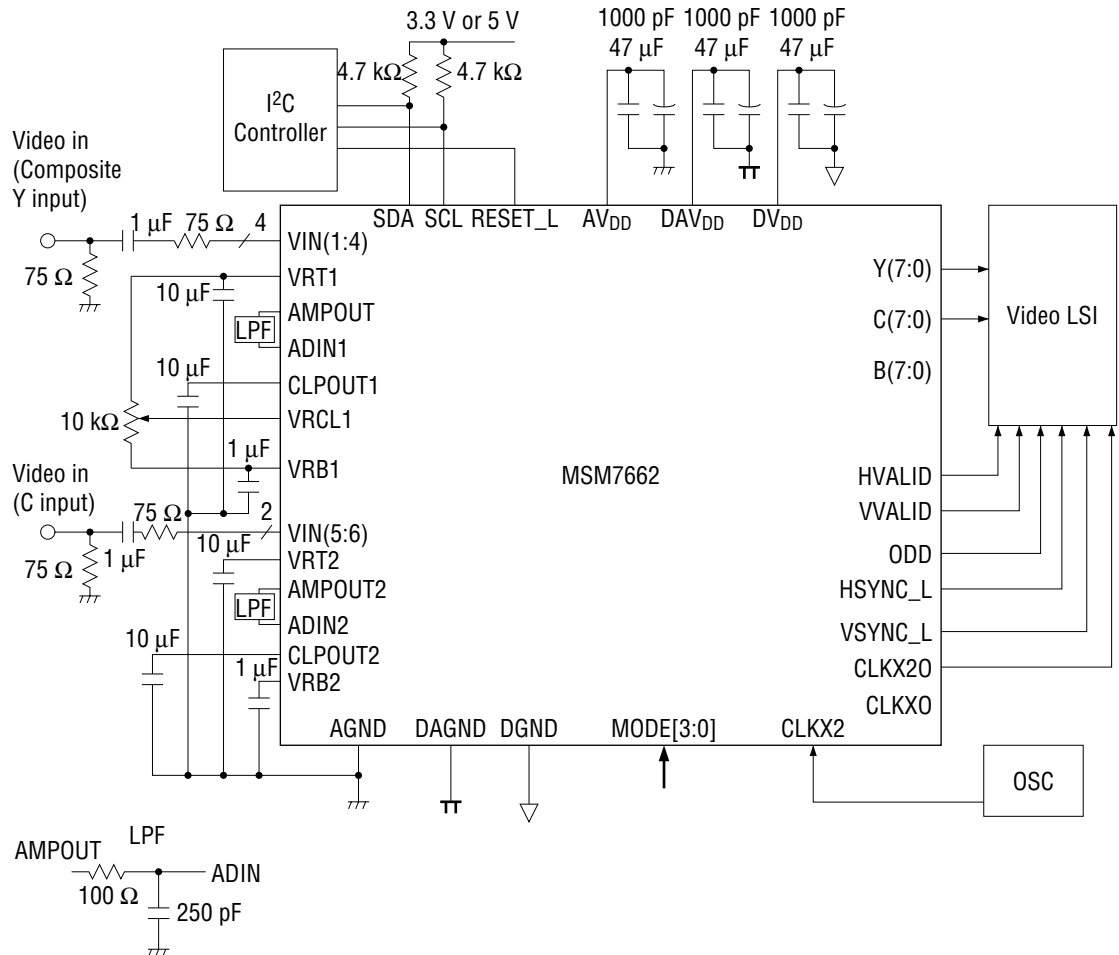 3.3 V or 5 V
1000 pF 1000 pF 1000 pF
47 µF 47 µF 47 µF
4.7 kΩ 4.7 kΩ
I²C
Controller
Video in
(Composite
Y input)
1 µF 75 Ω 4
75 Ω
SDA SCL RESET_L AVDD DAVDD DVDD
VIN(1:4)
VRT1
10 µF
AMPOUT
LPF
ADIN1
10 µF
CLPOUT1
10 kΩ
VRCL1
1 µF
VRB1
Video in
(C input)
75 Ω 2
1 µF
75 Ω
VIN(5:6)
10 µF
VRT2
AMPOUT2
LPF
ADIN2
10 µF
CLPOUT2
1 µF
VRB2
MSM7662
Y(7:0)
C(7:0)
B(7:0)
Video LSI
HVALID
VVALID
ODD
HSYNC_L
VSYNC_L
CLKX2O
CLKXO
AGND DAGND DGND MODE[3:0] CLKX2
OSC
LPF
AMPOUT
ADIN
100 Ω
250 pF